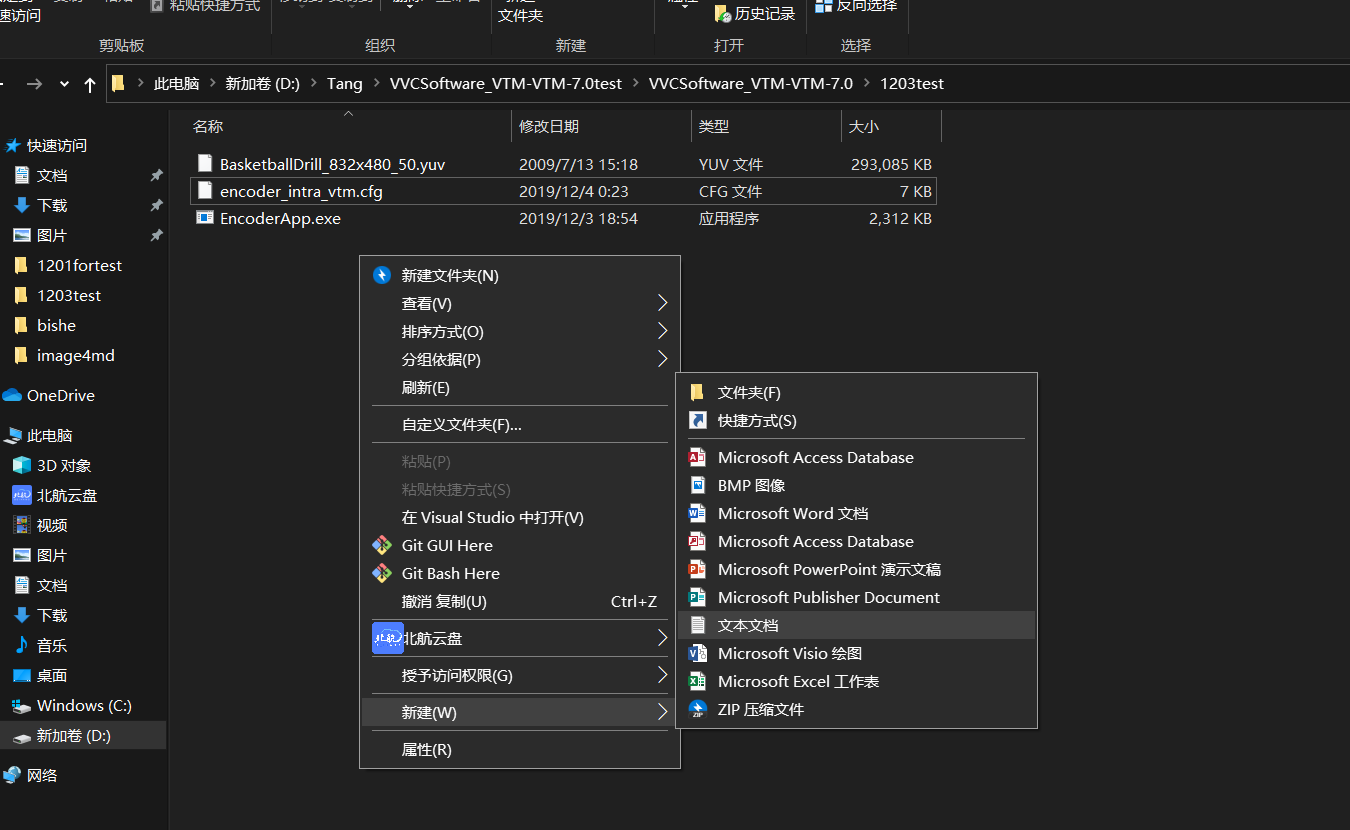 粘贴快捷方式
速访问
文件夹
历史记录
反向选择
剪贴板
组织
新建
打开
选择
此电脑
新加卷 (D:)
Tang
VVCSoftware_VTM-VTM-7.0test
VVCSoftware_VTM-VTM-7.0
1203test
名称 修改日期 类型 大小
BasketballDrill_832x480_50.yuv 2009/7/13 15:18 YUV 文件 293,085 KB
encoder_intra_vtm.cfg 2019/12/4 0:23 CFG 文件 7 KB
EncoderApp.exe 2019/12/3 18:54 应用程序 2,312 KB
快速访问
文档
下载
图片
1201fortest
1203test
bishe
image4md
OneDrive
此电脑
3D 对象
北航云盘
视频
图片
文档
下载
音乐
桌面
Windows (C:)
新加卷 (D:)
网络
新建文件夹(N)
查看(V)
排序方式(O)
分组依据(P)
刷新(E)
自定义文件夹(F)...
粘贴(P)
粘贴快捷方式(S)
在 Visual Studio 中打开(V)
Git GUI Here
Git Bash Here
撤消 复制(U) Ctrl+Z
北航云盘
授予访问权限(G)
新建(W)
属性(R)
文件夹(F)
快捷方式(S)
Microsoft Access Database
BMP 图像
Microsoft Word 文档
Microsoft Access Database
Microsoft PowerPoint 演示文稿
Microsoft Publisher Document
文本文档
Microsoft Visio 绘图
Microsoft Excel 工作表
ZIP 压缩文件